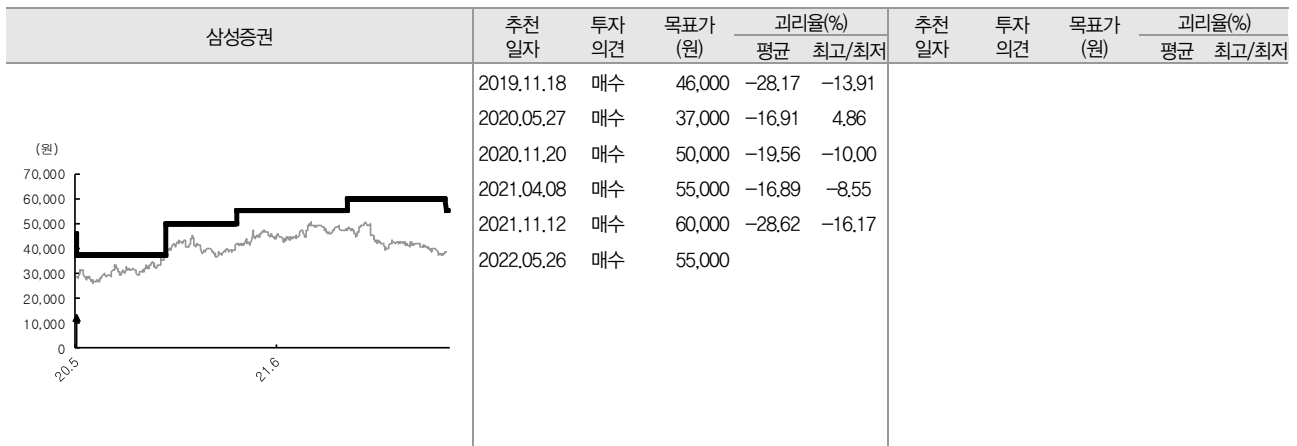 삼성증권 추천 일자 투자 의견 목표가 (원) 괴리율(%) 평균 최고/최저 추천 일자 투자 의견 목표가 (원) 괴리율(%) 평균 최고/최저
2019.11.18 매수 46,000 -28.17 -13.91
2020.05.27 매수 37,000 -16.91 4.86
2020.11.20 매수 50,000 -19.56 -10.00
2021.04.08 매수 55,000 -16.89 -8.55
2021.11.12 매수 60,000 -28.62 -16.17
2022.05.26 매수 55,000
(원)
70,000
60,000
50,000
40,000
30,000
20,000
10,000
0
20.5 21.6